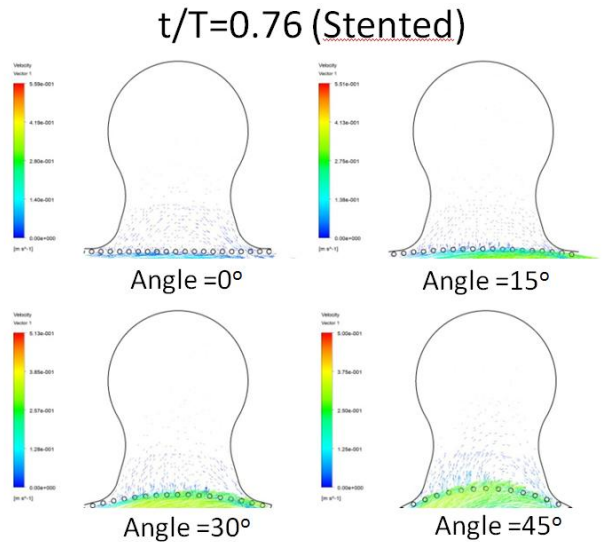 t/T=0.76 (Stented)
Velocity
Vector 1
5.59e-001
4.19e-001
2.80e-001
1.40e-001
0.00e+000
[m s^-1]
Angle =0°
Velocity
Vector 1
5.51e-001
4.13e-001
2.75e-001
1.38e-001
0.00e+000
[m s^-1]
Angle =15°
Velocity
Vector 1
5.13e-001
3.85e-001
2.57e-001
1.28e-001
0.00e+000
[m s^-1]
Angle =30°
Velocity
Vector 1
5.00e-001
3.75e-001
2.50e-001
1.25e-001
0.00e+000
[m s^-1]
Angle =45°